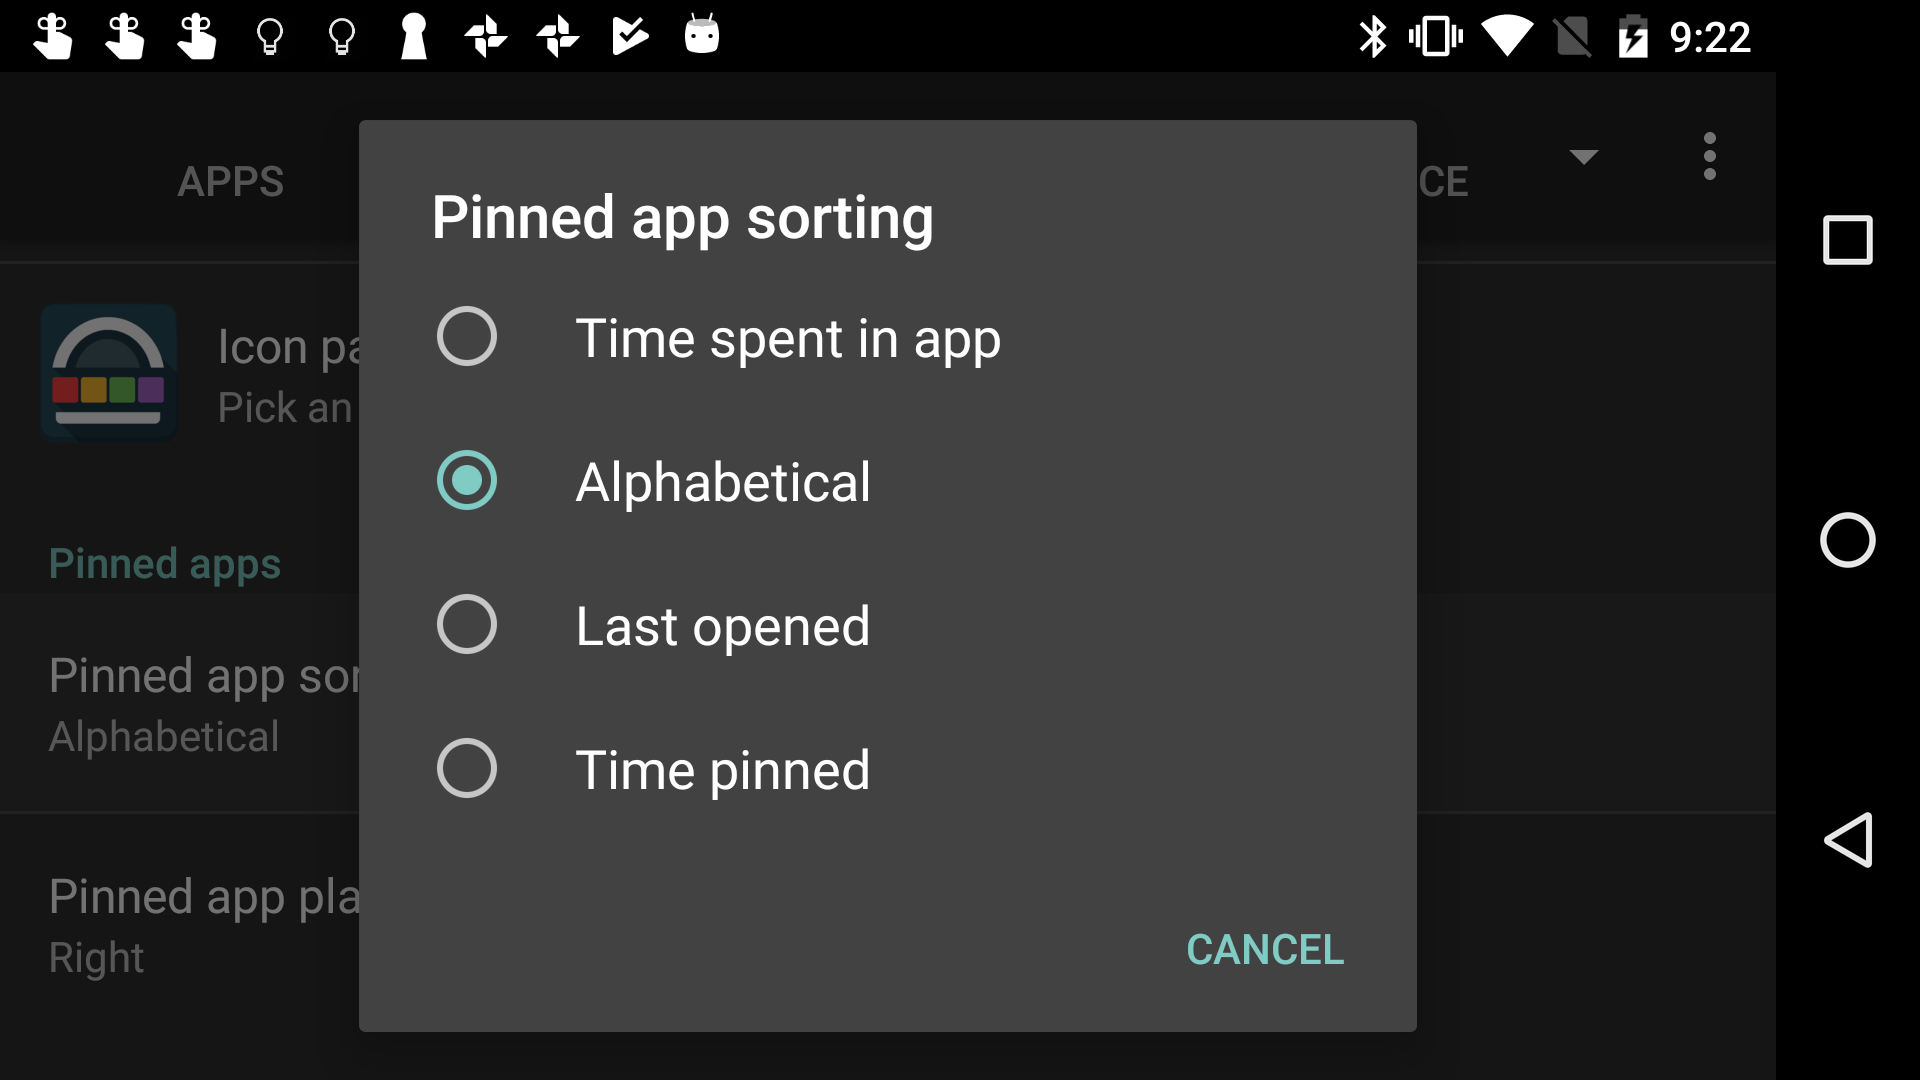 9:22
APPS
CE
Pinned app sorting
Time spent in app
Icon pa
Pick an
Alphabetical
Pinned apps
Last opened
Pinned app sor
Alphabetical
Time pinned
Pinned app pla
Right
CANCEL